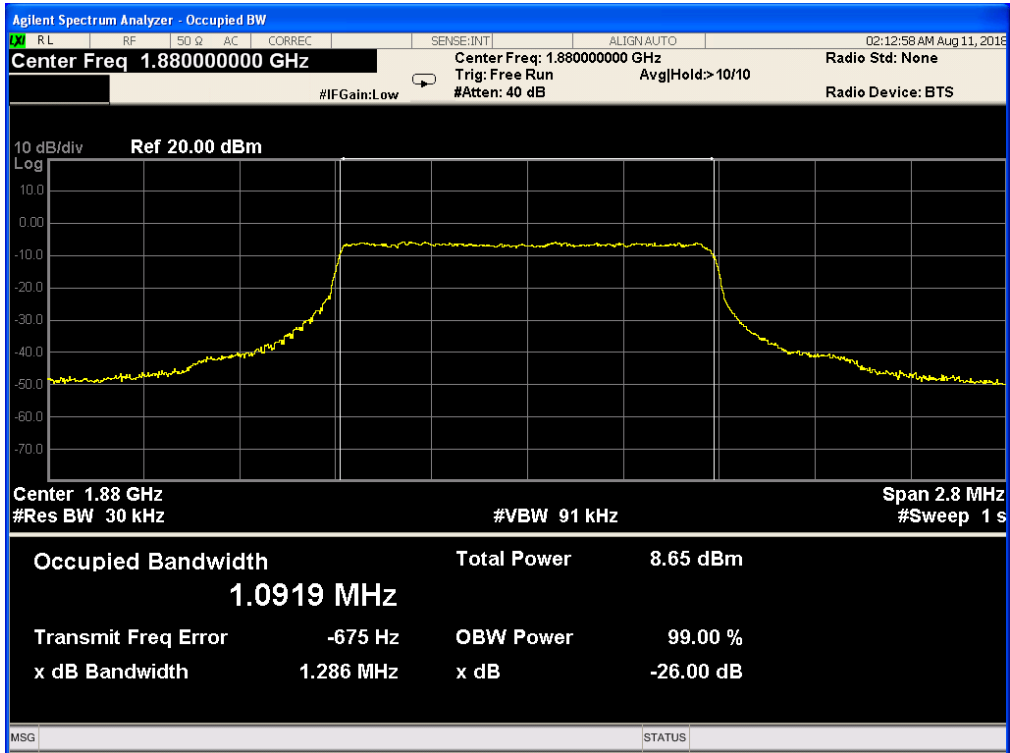 Agilent Spectrum Analyzer - Occupied BW
LXI RL RF 50 Ω AC CORREC SENSE:INT ALIGN AUTO 02:12:58 AM Aug 11, 2018
Center Freq 1.880000000 GHz Center Freq: 1.880000000 GHz Radio Std: None
Trig: Free Run Avg|Hold:>10/10
#IFGain:Low #Atten: 40 dB Radio Device: BTS
10 dB/div Ref 20.00 dBm
Log
10.0
0.00
-10.0
-20.0
-30.0
-40.0
-50.0
-60.0
-70.0
Center 1.88 GHz Span 2.8 MHz
#Res BW 30 kHz #VBW 91 kHz #Sweep 1 s
Occupied Bandwidth Total Power 8.65 dBm
1.0919 MHz
Transmit Freq Error -675 Hz OBW Power 99.00 %
x dB Bandwidth 1.286 MHz x dB -26.00 dB
MSG STATUS